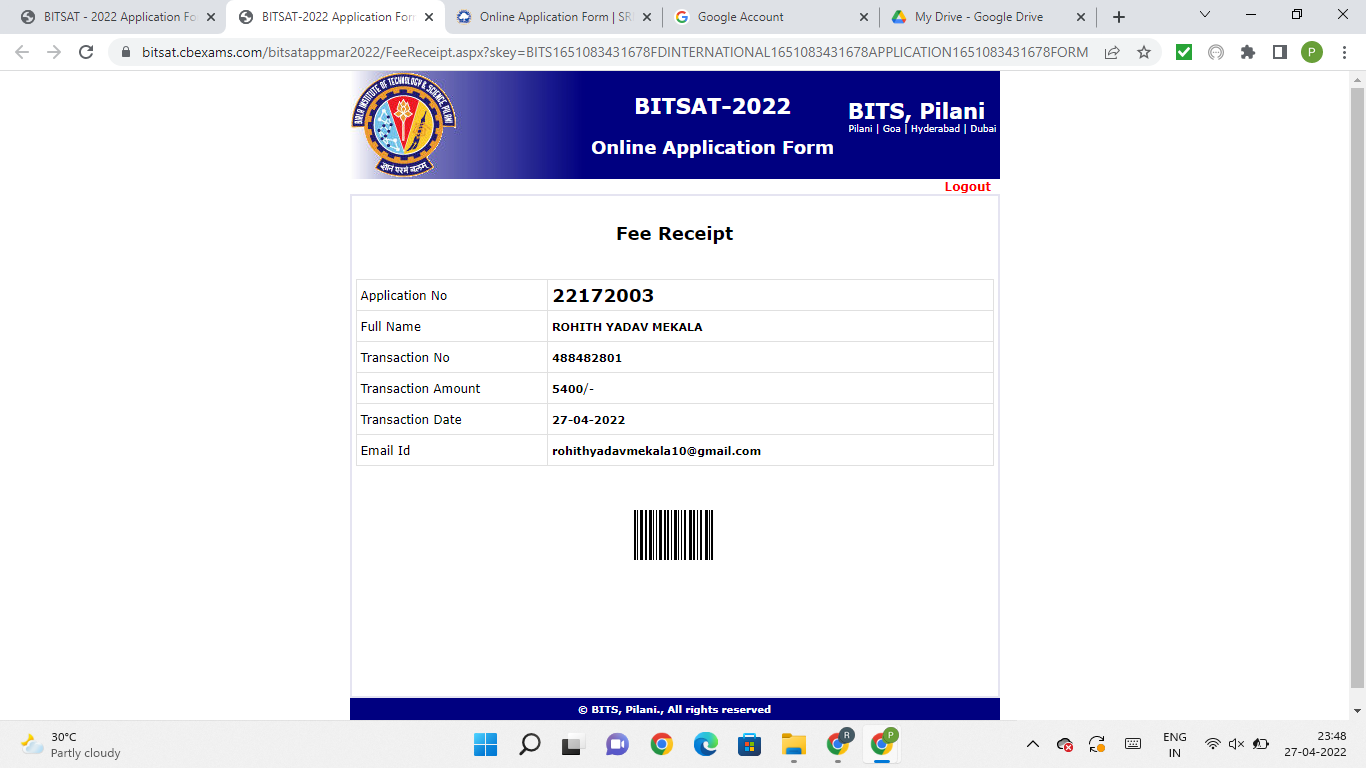 BITSAT - 2022 Application Fo
BITSAT-2022 Application For
Online Application Form | SR
Google Account
My Drive - Google Drive
bitsat.cbexams.com/bitsatappmar2022/FeeReceipt.aspx?skey=BITS1651083431678FDINTERNATIONAL1651083431678APPLICATION1651083431678FORM
P
BIRLA INSTITUTE OF TECHNOLOGY & SCIENCE, PILANI
ज्ञानं परमं बलम्
BITSAT-2022
Online Application Form
BITS, Pilani
Pilani | Goa | Hyderabad | Dubai
Logout
Fee Receipt
Application No 22172003
Full Name ROHITH YADAV MEKALA
Transaction No 488482801
Transaction Amount 5400/-
Transaction Date 27-04-2022
Email Id rohithyadavmekala10@gmail.com
© BITS, Pilani., All rights reserved
30°C
Partly cloudy
R
P
ENG
IN
23:48
27-04-2022